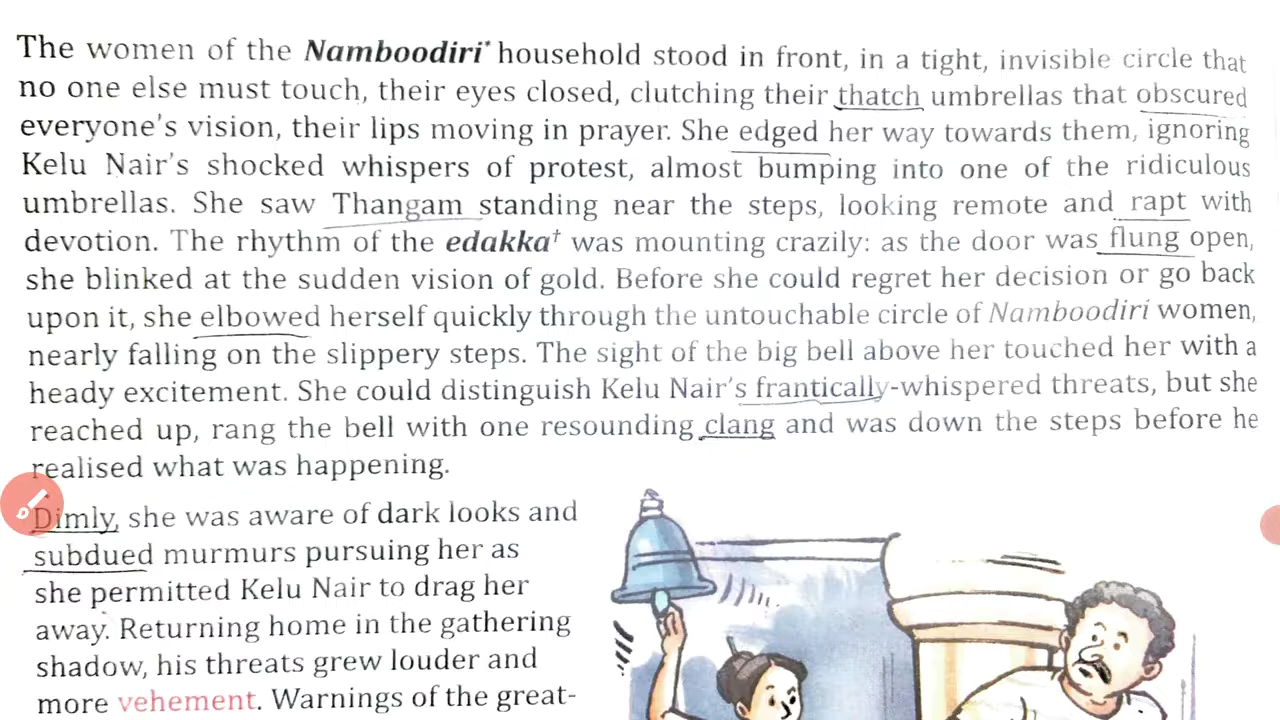 The women of the Namboodiri* household stood in front, in a tight, invisible circle that
no one else must touch, their eyes closed, clutching their thatch umbrellas that obscured
everyone's vision, their lips moving in prayer. She edged her way towards them, ignoring
Kelu Nair's shocked whispers of protest, almost bumping into one of the ridiculous
umbrellas. She saw Thangam standing near the steps, looking remote and rapt with
devotion. The rhythm of the edakka† was mounting crazily: as the door was flung open,
she blinked at the sudden vision of gold. Before she could regret her decision or go back
upon it, she elbowed herself quickly through the untouchable circle of Namboodiri women,
nearly falling on the slippery steps. The sight of the big bell above her touched her with a
heady excitement. She could distinguish Kelu Nair's frantically-whispered threats, but she
reached up, rang the bell with one resounding clang and was down the steps before he
realised what was happening.
Dimly, she was aware of dark looks and
subdued murmurs pursuing her as
she permitted Kelu Nair to drag her
away. Returning home in the gathering
shadow, his threats grew louder and
more vehement. Warnings of the great-